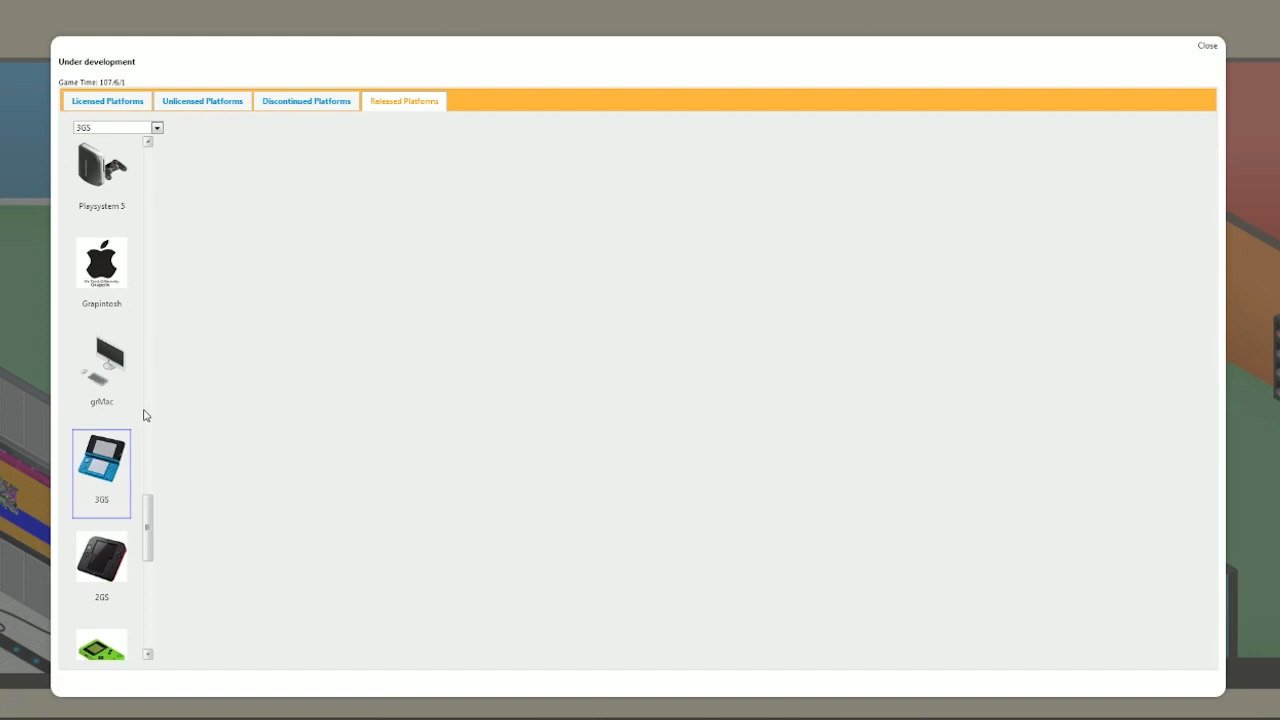 Close
Under development
Game Time: 107/6/1
Licensed Platforms
Unlicensed Platforms
Discontinued Platforms
Released Platforms
3GS
Playsystem 5
Grapintosh
grMac
3GS
2GS